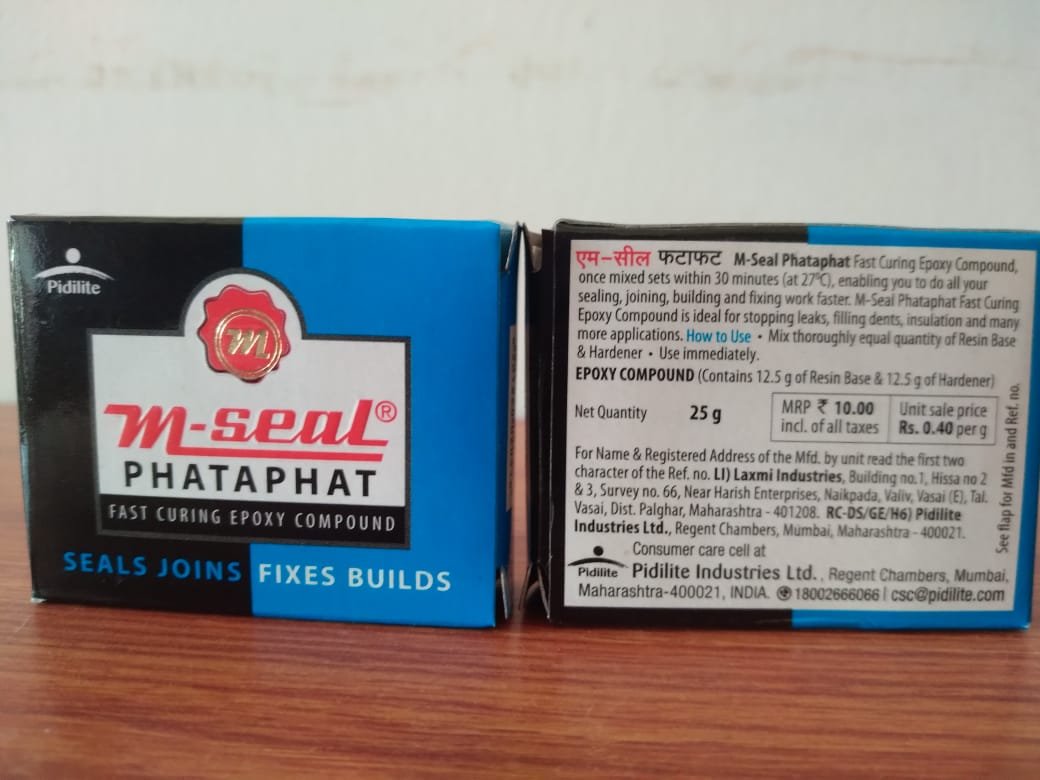 Pidilite
m
m-seal®
PHATAPHAT
FAST CURING EPOXY COMPOUND
SEALS JOINS FIXES BUILDS
एम-सील फटाफट M-Seal Phataphat Fast Curing Epoxy Compound,
once mixed sets within 30 minutes (at 27⁰C), enabling you to do all your
sealing, joining, building and fixing work faster. M-Seal Phataphat Fast Curing
Epoxy Compound is ideal for stopping leaks, filling dents, insulation and many
more applications. How to Use • Mix thoroughly equal quantity of Resin Base
& Hardener • Use immediately.
EPOXY COMPOUND (Contains 12.5 g of Resin Base & 12.5 g of Hardener)
Net Quantity 25 g
MRP ₹ 10.00
incl. of all taxes
Unit sale price
Rs. 0.40 per g
For Name & Registered Address of the Mfd. by unit read the first two
character of the Ref. no. LI) Laxmi Industries, Building no.1, Hissa no 2
& 3, Survey no. 66, Near Harish Enterprises, Naikpada, Valiv, Vasai (E), Tal.
Vasai, Dist. Palghar, Maharashtra - 401208. RC-DS/GE/H6) Pidilite
Industries Ltd., Regent Chambers, Mumbai, Maharashtra - 400021.
See flap for Mfd in and Ref. no.
Consumer care cell at
Pidilite Pidilite Industries Ltd., Regent Chambers, Mumbai,
Maharashtra-400021, INDIA. 18002666066 | csc@pidilite.com